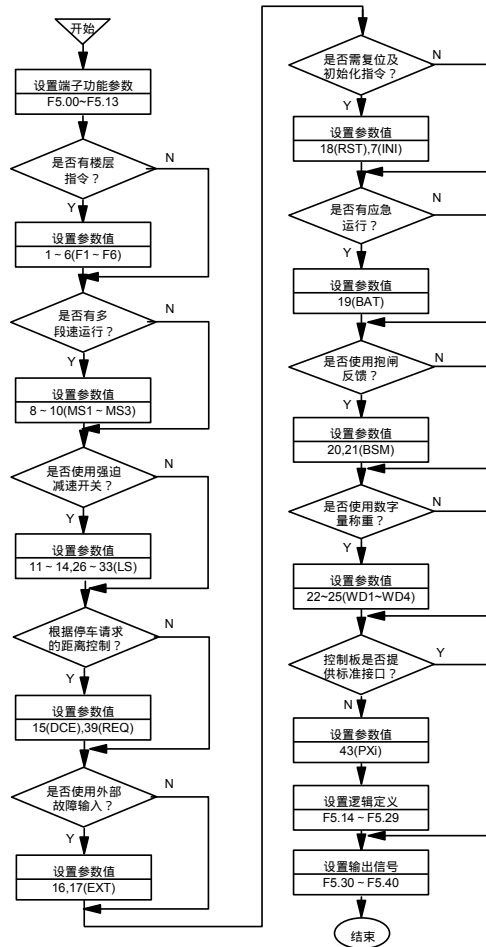 开始
设置端子功能参数
F5.00~F5.13
是否有楼层
指令？
N
Y
设置参数值
1～6(F1～F6)
是否有多
段速运行？
N
Y
设置参数值
8～10(MS1～MS3)
是否使用强迫
减速开关？
N
Y
设置参数值
11～14,26～33(LS)
根据停车请求
的距离控制？
N
Y
设置参数值
15(DCE),39(REQ)
是否使用外部
故障输入？
N
Y
设置参数值
16,17(EXT)
是否需复位及
初始化指令？
N
Y
设置参数值
18(RST),7(INI)
是否有应急
运行？
N
Y
设置参数值
19(BAT)
是否使用抱闸
反馈？
N
Y
设置参数值
20,21(BSM)
是否使用数字
量称重？
N
Y
设置参数值
22~25(WD1~WD4)
控制板是否提
供标准接口？
Y
N
设置参数值
43(PXi)
设置逻辑定义
F5.14～F5.29
设置输出信号
F5.30～F5.40
结束